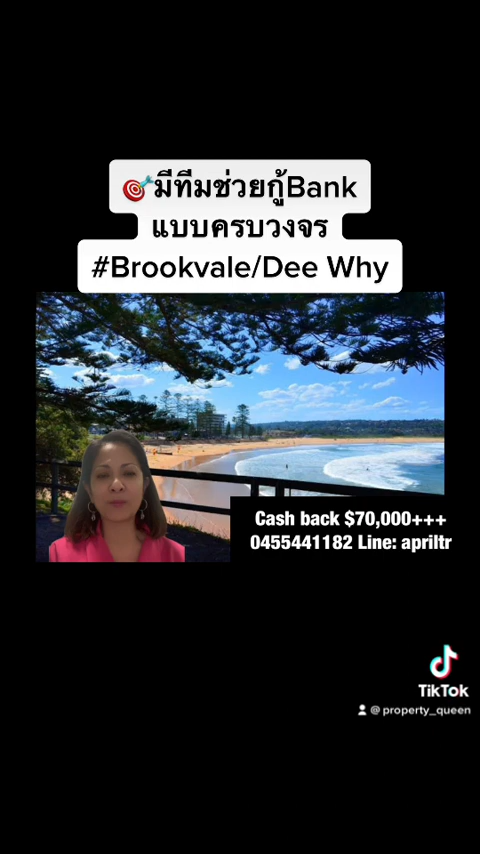 🎯มีทีมช่วยกู้Bank
แบบครบวงจร
#Brookvale/Dee Why
Cash back $70,000+++
0455441182 Line: apriltr
TikTok
@ property_queen